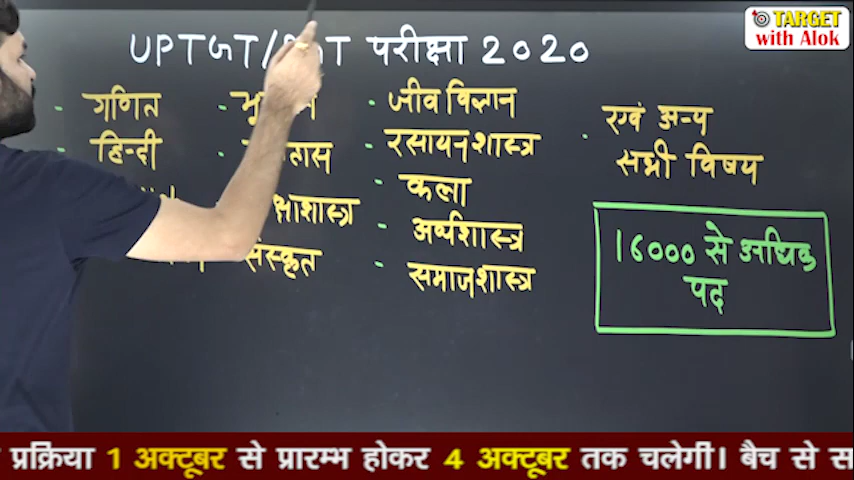 TARGET
with Alok
UPTGT/ परीक्षा 2020
गणित
हिन्दी
संस्कृत
जीव विज्ञान
रसायनशास्त्र
कला
अर्थशास्त्र
समाजशास्त्र
एवं अन्य
सभी विषय
16000 से अधिक
पद
प्रक्रिया 1 अक्टूबर से प्रारम्भ होकर 4 अक्टूबर तक चलेगी। बैच से